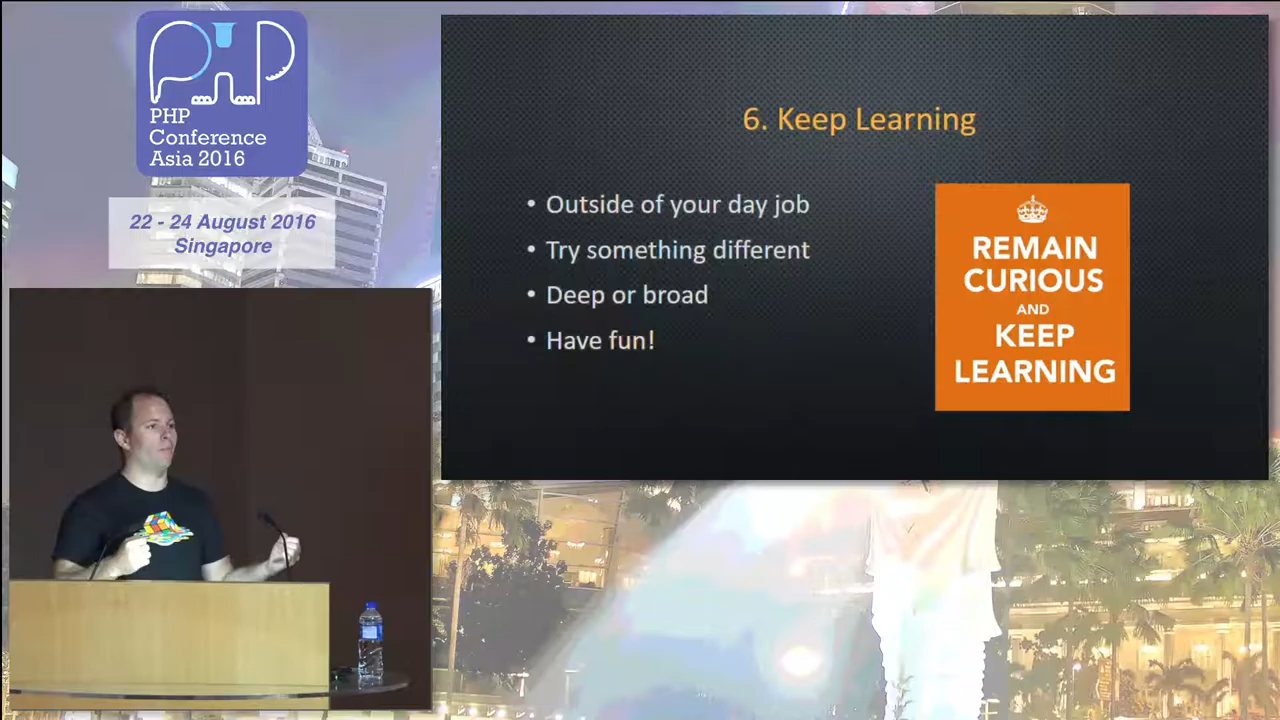 PHP
PHP
Conference
Asia 2016
22 - 24 August 2016
Singapore
6. Keep Learning
• Outside of your day job
• Try something different
• Deep or broad
• Have fun!
REMAIN
CURIOUS
AND
KEEP
LEARNING